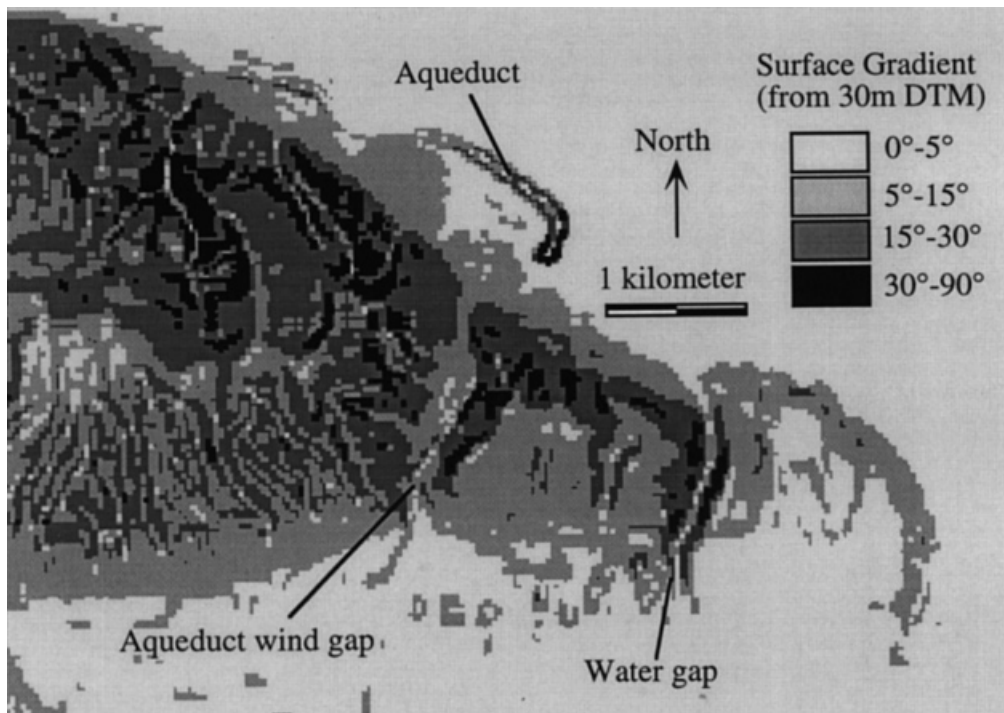 Aqueduct
North
1 kilometer
Surface Gradient
(from 30m DTM)
0°-5°
5°-15°
15°-30°
30°-90°
Aqueduct wind gap
Water gap